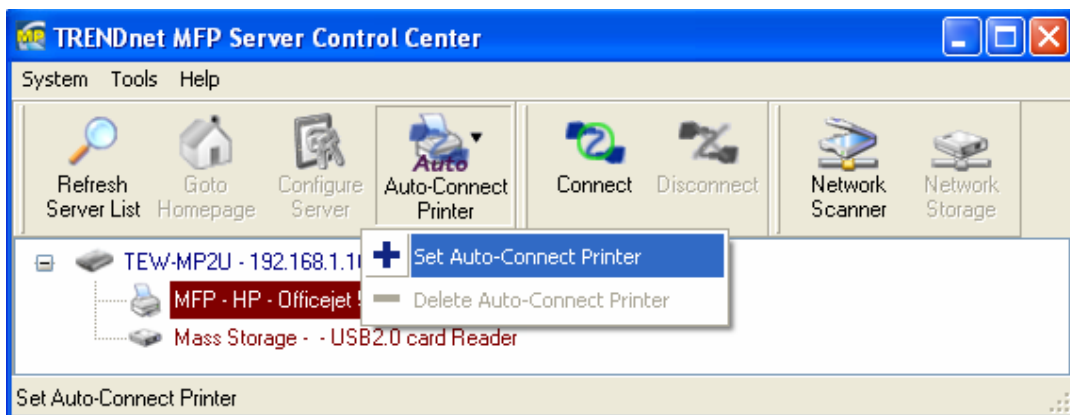 TRENDnet MFP Server Control Center
System Tools Help
Auto
Refresh Server List
Goto Homepage
Configure Server
Auto-Connect Printer
Connect
Disconnect
Network Scanner
Network Storage
TEW-MP2U - 192.168.1.1
Set Auto-Connect Printer
MFP - HP - Officejet
Delete Auto-Connect Printer
Mass Storage - - USB2.0 card Reader
Set Auto-Connect Printer